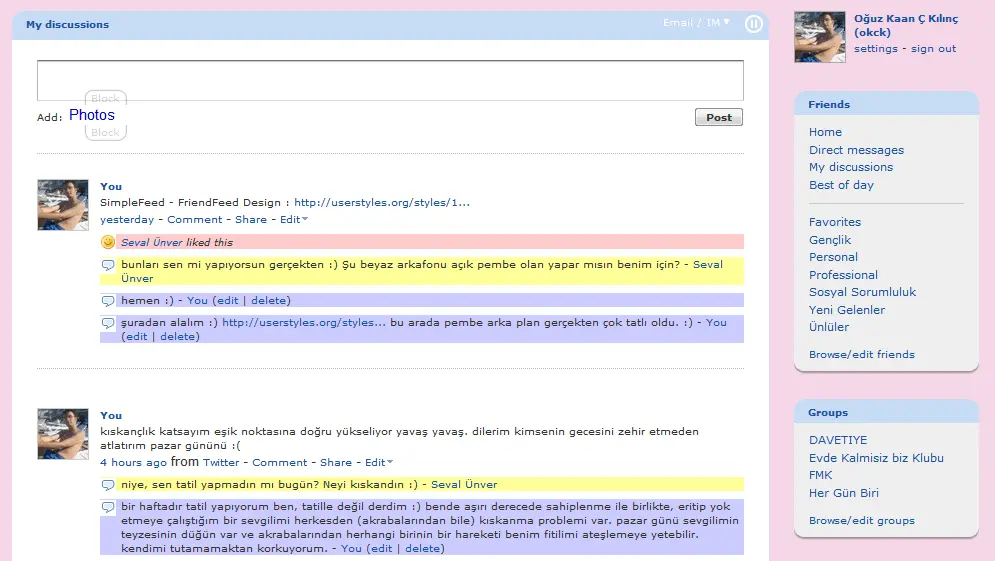 My discussions
Email / IM ▾
Block
Add: Photos
Block
Post
You
SimpleFeed - FriendFeed Design : http://userstyles.org/styles/1...
yesterday - Comment - Share - Edit▾
Seval Ünver liked this
bunları sen mi yapıyorsun gerçekten :) Şu beyaz arkafonu açık pembe olan yapar mısın benim için? - Seval
Ünver
hemen :) - You (edit | delete)
şuradan alalım :) http://userstyles.org/styles... bu arada pembe arka plan gerçekten çok tatlı oldu. :) - You
(edit | delete)
You
kıskançlık katsayım eşik noktasına doğru yükseliyor yavaş yavaş. dilerim kimsenin gecesini zehir etmeden
atlatırım pazar gününü :(
4 hours ago from Twitter - Comment - Share - Edit▾
niye, sen tatil yapmadın mı bugün? Neyi kıskandın :) - Seval Ünver
bir haftadır tatil yapıyorum ben, tatille değil derdim :) bende aşırı derecede sahiplenme ile birlikte, eritip yok
etmeye çalıştığım bir sevgilimi herkesden (akrabalarından bile) kıskanma problemi var. pazar günü sevgilimin
teyzesinin düğün var ve akrabalarından herhangi birinin bir hareketi benim fitilimi ateşlemeye yetebilir.
kendimi tutamamaktan korkuyorum. - You (edit | delete)
Oğuz Kaan Ç Kılınç
(okck)
settings - sign out
Friends
Home
Direct messages
My discussions
Best of day
Favorites
Gençlik
Personal
Professional
Sosyal Sorumluluk
Yeni Gelenler
Ünlüler
Browse/edit friends
Groups
DAVETIYE
Evde Kalmisiz biz Klubu
FMK
Her Gün Biri
Browse/edit groups